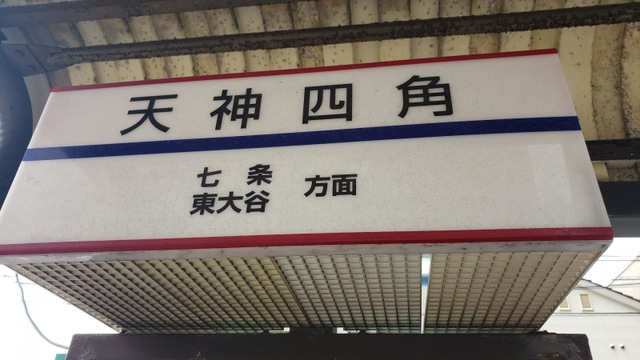 天神四角
七条
東大谷 方面